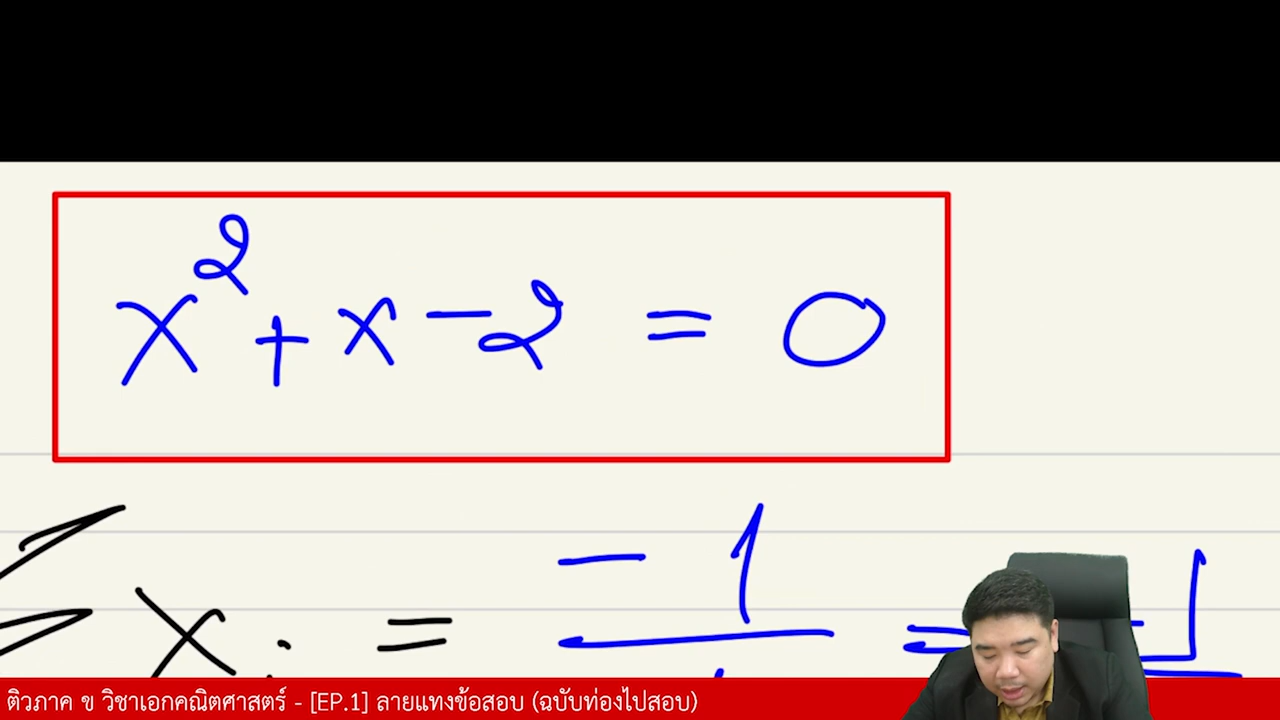 x² + x - 2 = 0
x. = - 1 =
ติวภาค ข วิชาเอกคณิตศาสตร์ - [EP.1] ลายแทงข้อสอบ (ฉบับท่องไปสอบ)